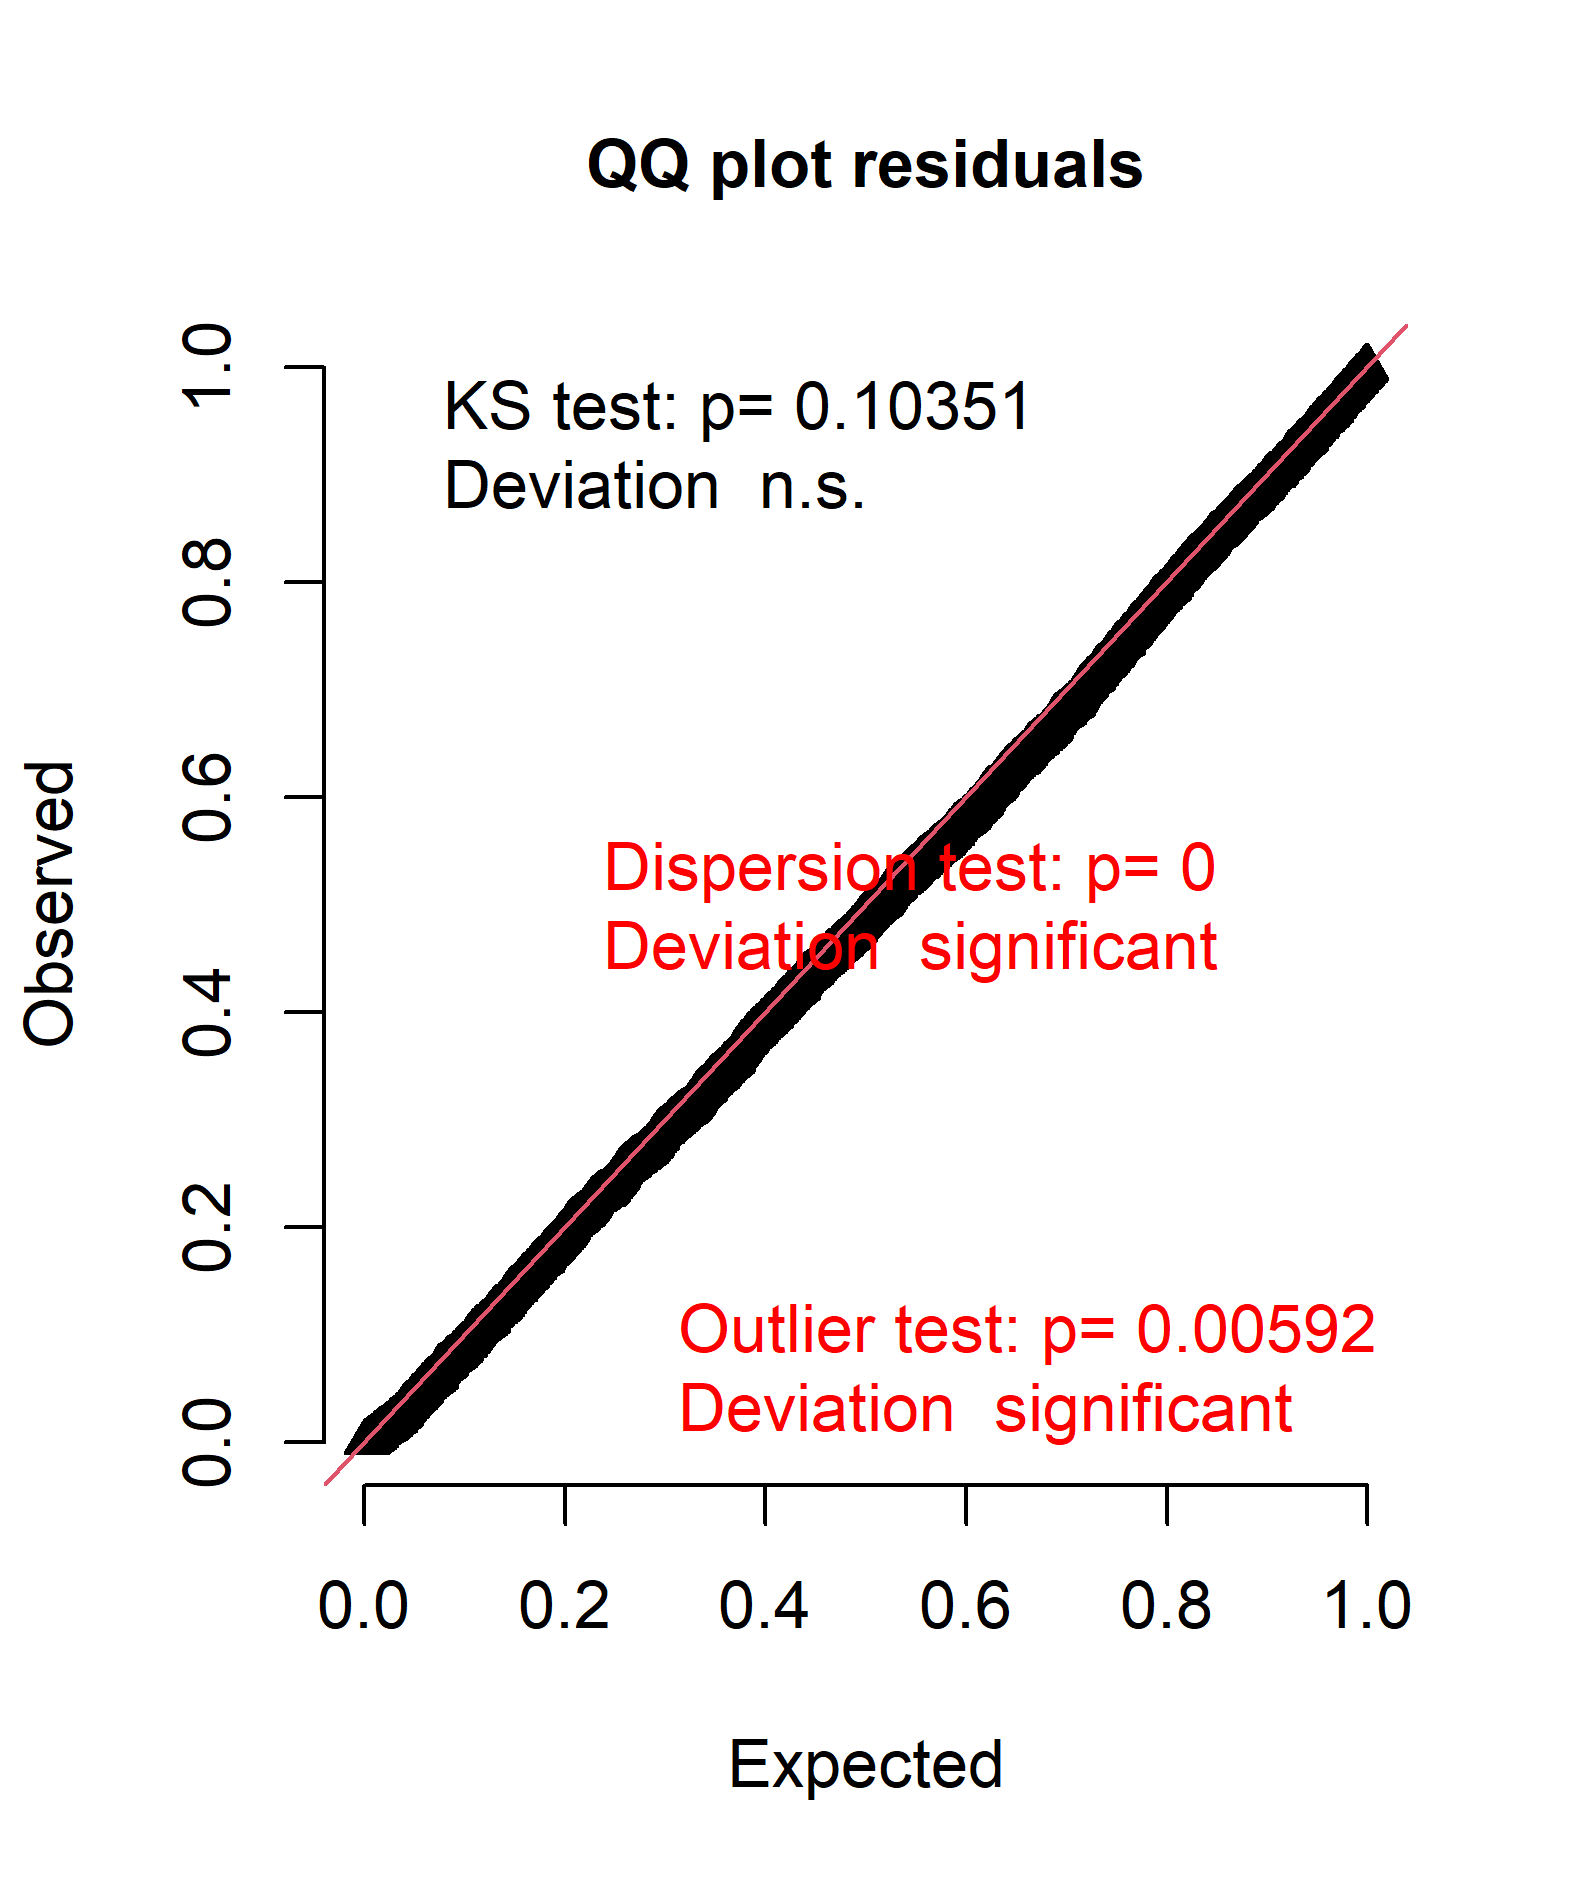 QQ plot residuals
KS test: p= 0.10351
Deviation  n.s.
Dispersion test: p= 0
Deviation  significant
Outlier test: p= 0.00592
Deviation  significant
Observed
1.0
0.8
0.6
0.4
0.2
0.0
0.0 0.2 0.4 0.6 0.8 1.0
Expected